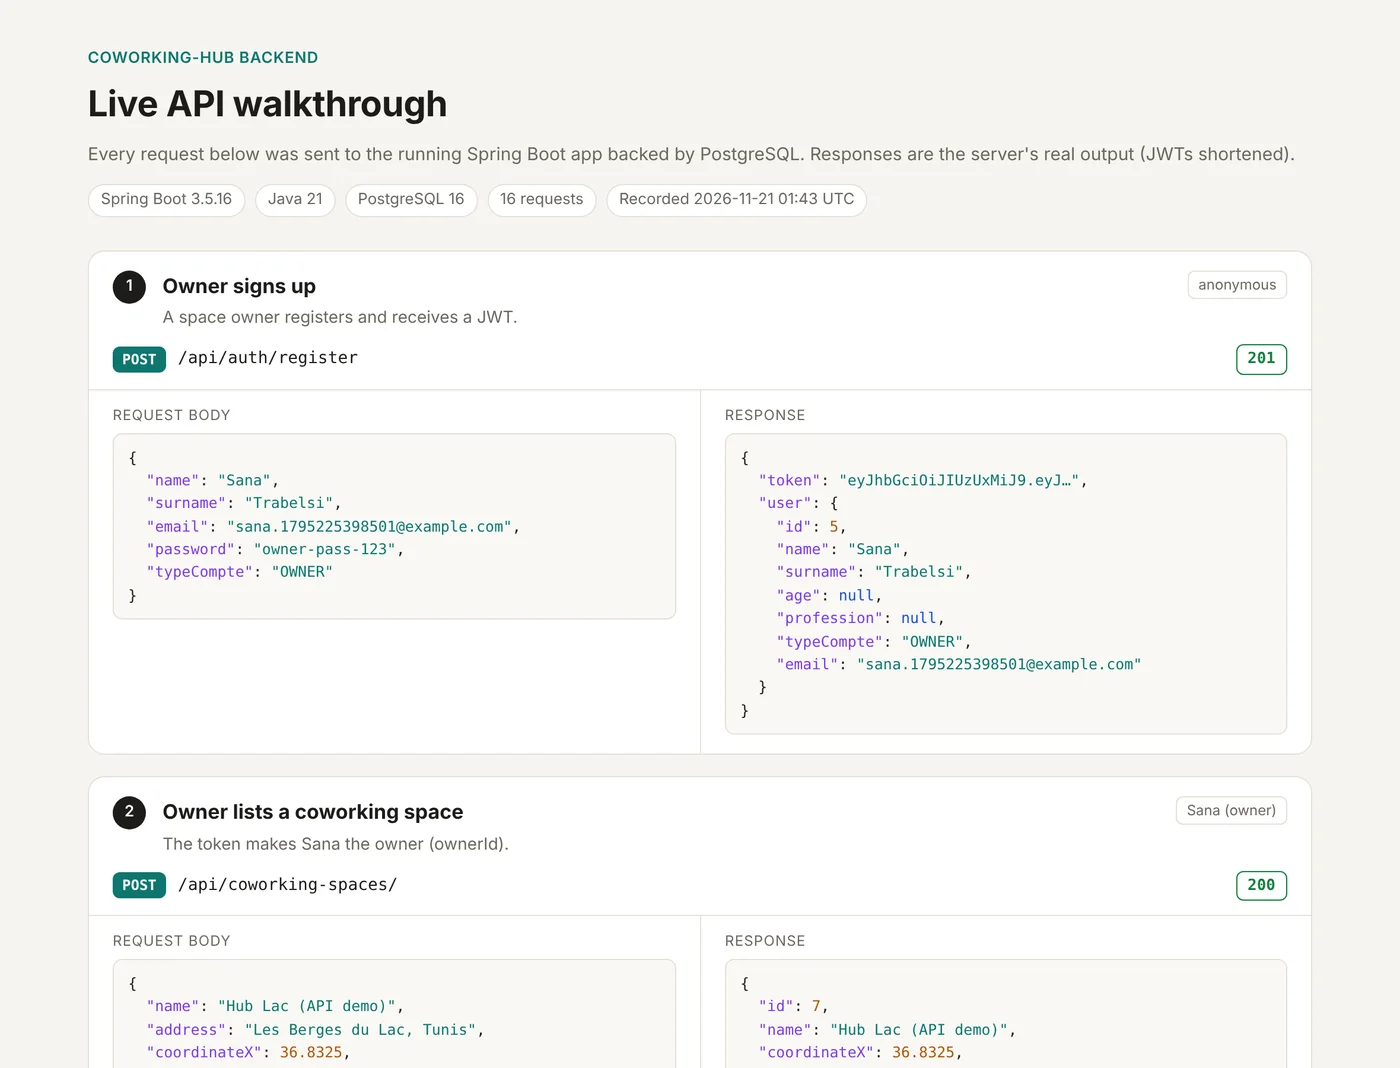 COWORKING-HUB BACKEND
Live API walkthrough
Every request below was sent to the running Spring Boot app backed by PostgreSQL. Responses are the server's real output (JWTs shortened).
Spring Boot 3.5.16
Java 21
PostgreSQL 16
16 requests
Recorded 2026-11-21 01:43 UTC
1
Owner signs up
anonymous
A space owner registers and receives a JWT.
POST /api/auth/register
201
REQUEST BODY
{
  "name": "Sana",
  "surname": "Trabelsi",
  "email": "sana.1795225398501@example.com",
  "password": "owner-pass-123",
  "typeCompte": "OWNER"
}
RESPONSE
{
  "token": "eyJhbGciOiJIUzUxMiJ9.eyJ…",
  "user": {
    "id": 5,
    "name": "Sana",
    "surname": "Trabelsi",
    "age": null,
    "profession": null,
    "typeCompte": "OWNER",
    "email": "sana.1795225398501@example.com"
  }
}
2
Owner lists a coworking space
Sana (owner)
The token makes Sana the owner (ownerId).
POST /api/coworking-spaces/
200
REQUEST BODY
{
  "name": "Hub Lac (API demo)",
  "address": "Les Berges du Lac, Tunis",
  "coordinateX": 36.8325,
RESPONSE
{
  "id": 7,
  "name": "Hub Lac (API demo)",
  "coordinateX": 36.8325,